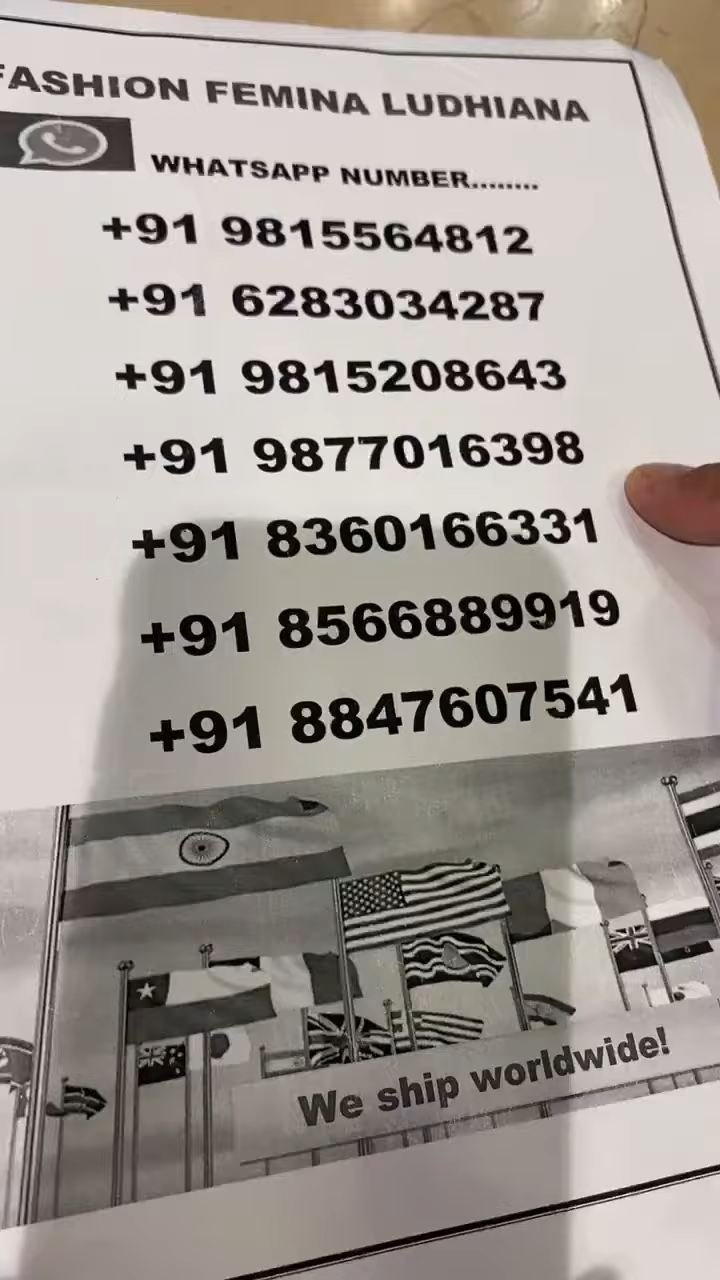 FASHION FEMINA LUDHIANA
WHATSAPP NUMBER........
+91 9815564812
+91 6283034287
+91 9815208643
+91 9877016398
+91 8360166331
+91 8566889919
+91 8847607541
We ship worldwide!